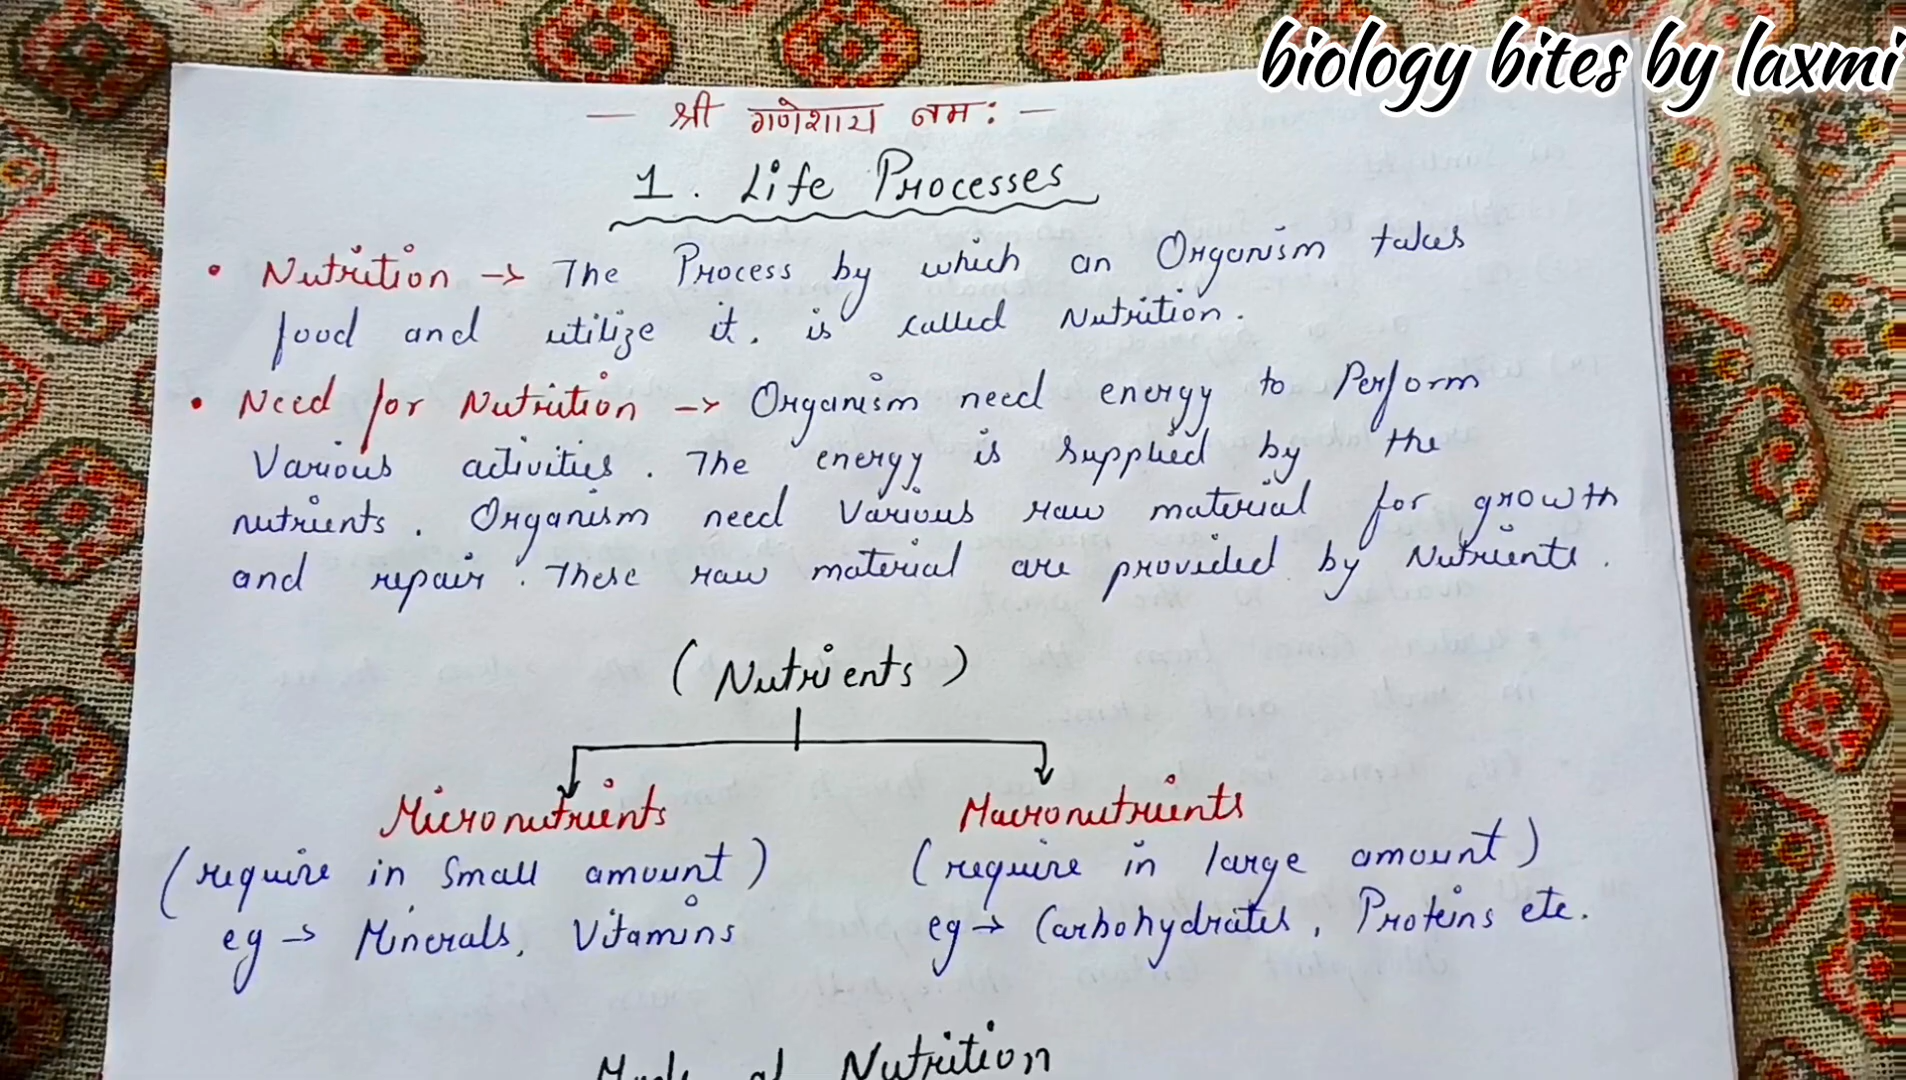 biology bites by laxmi
— श्री गणेशाय नम: —
1. Life Processes
• Nutrition -> The Process by which an Organism takes
food and utilize it. is called Nutrition.
• Need for Nutrition -> Organism need energy to Perform
Various activities. The energy is Supplied by the
nutrients. Organism need Various raw material for growth
and repair. These raw material are provided by Nutrients.
(Nutrients)
Micronutrients Macronutrients
(require in Small amount) (require in large amount)
eg -> Minerals, Vitamins eg -> Carbohydrates, Proteins etc.
Nutrition